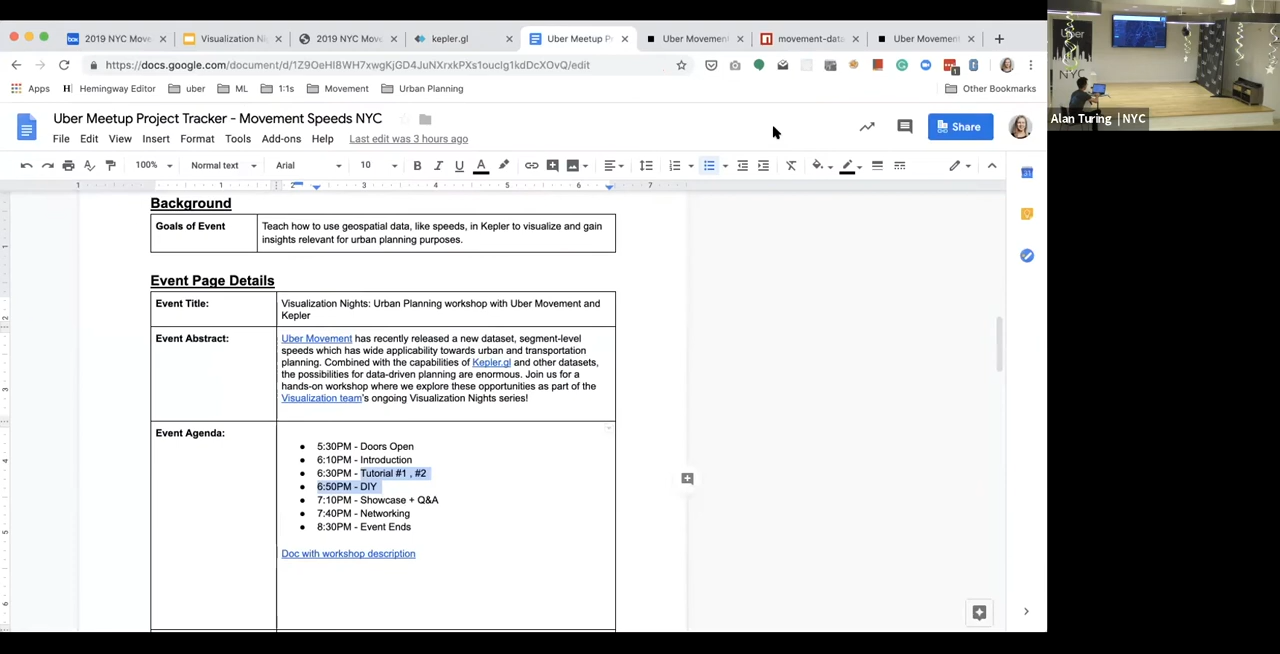 2019 NYC Move
Visualization Ni
2019 NYC Move
kepler.gl
Uber Meetup P
Uber Movement
movement-data
Uber Movement
https://docs.google.com/document/d/1Z9OeHI8WH7xwgKjGD4JuNXrxkPXs1ouclg1kdDcXOvQ/edit
Apps
Hemingway Editor
uber
ML
1:1s
Movement
Urban Planning
Other Bookmarks
Uber Meetup Project Tracker - Movement Speeds NYC
File Edit View Insert Format Tools Add-ons Help Last edit was 3 hours ago
Share
100% Normal text Arial 10
Background
Goals of Event
Teach how to use geospatial data, like speeds, in Kepler to visualize and gain
insights relevant for urban planning purposes.
Event Page Details
Event Title:
Visualization Nights: Urban Planning workshop with Uber Movement and
Kepler
Event Abstract:
Uber Movement has recently released a new dataset, segment-level
speeds which has wide applicability towards urban and transportation
planning. Combined with the capabilities of Kepler.gl and other datasets,
the possibilities for data-driven planning are enormous. Join us for a
hands-on workshop where we explore these opportunities as part of the
Visualization team's ongoing Visualization Nights series!
Event Agenda:
5:30PM - Doors Open
6:10PM - Introduction
6:30PM - Tutorial #1 , #2
6:50PM - DIY
7:10PM - Showcase + Q&A
7:40PM - Networking
8:30PM - Event Ends
Doc with workshop description
Uber
NYC
Alan Turing | NYC